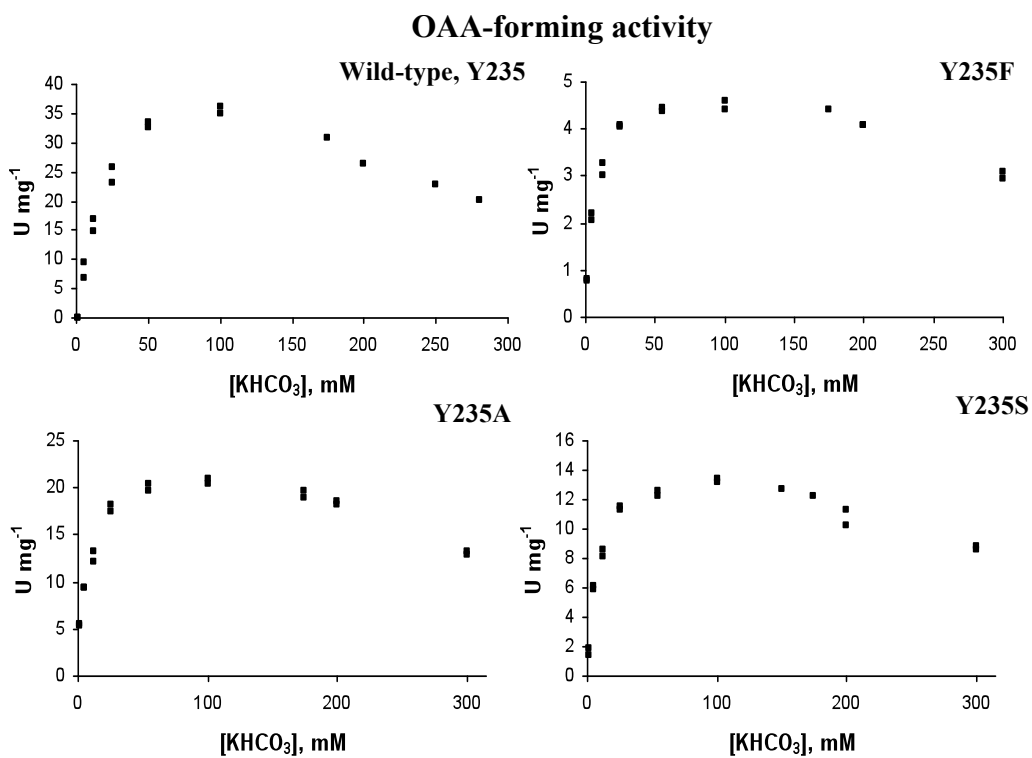 OAA-forming activity
Wild-type, Y235
U mg⁻¹
40
35
30
25
20
15
10
5
0
0 50 100 150 200 250 300
[KHCO₃], mM
Y235F
U mg⁻¹
5
4
3
2
1
0
0 50 100 150 200 250 300
[KHCO₃], mM
Y235A
U mg⁻¹
25
20
15
10
5
0
0 100 200 300
[KHCO₃], mM
Y235S
U mg⁻¹
16
14
12
10
8
6
4
2
0
0 100 200 300
[KHCO₃], mM